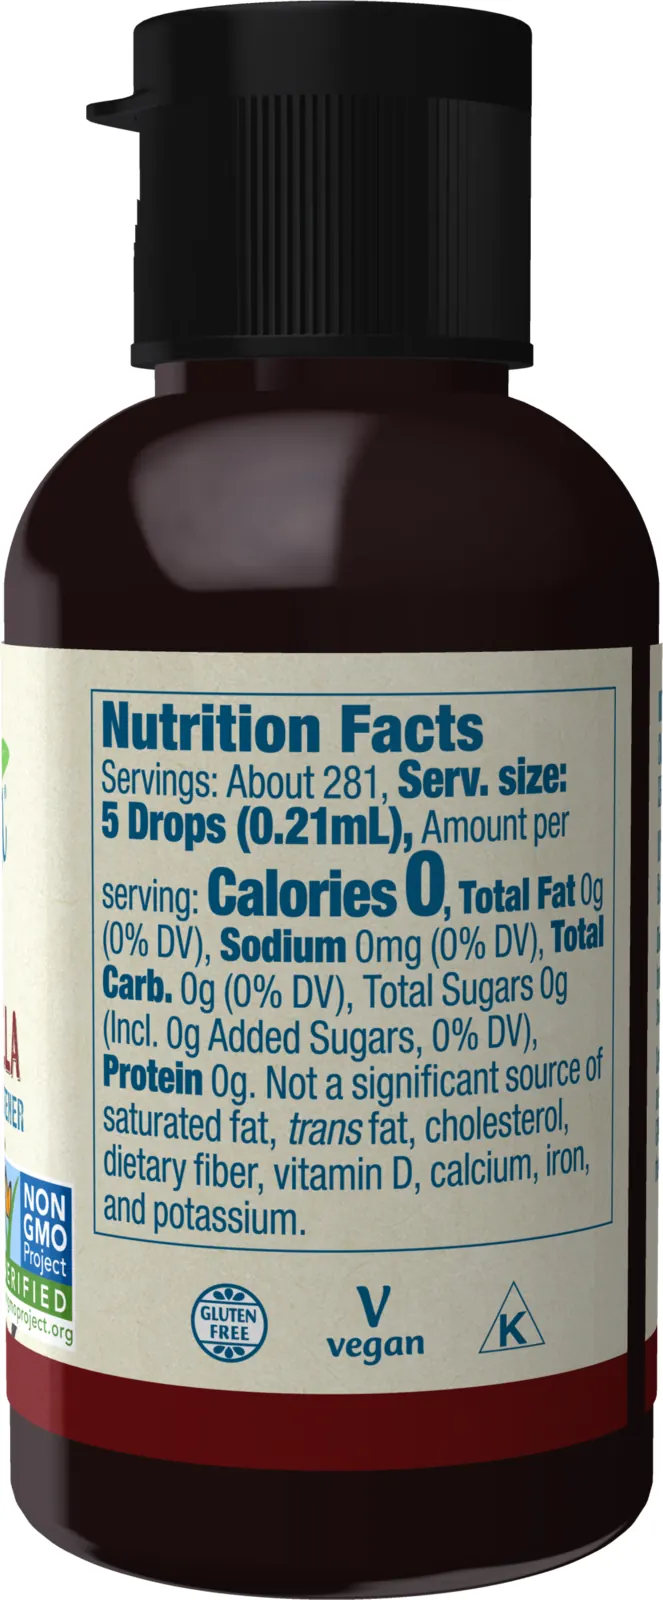 Nutrition Facts
Servings: About 281, Serv. size:
5 Drops (0.21mL), Amount per
serving: Calories 0, Total Fat 0g
(0% DV), Sodium 0mg (0% DV), Total
Carb. 0g (0% DV), Total Sugars 0g
(Incl. 0g Added Sugars, 0% DV),
Protein 0g. Not a significant source of
saturated fat, trans fat, cholesterol,
dietary fiber, vitamin D, calcium, iron,
and potassium.
NON
GMO
Project
GLUTEN
FREE
V
vegan
K